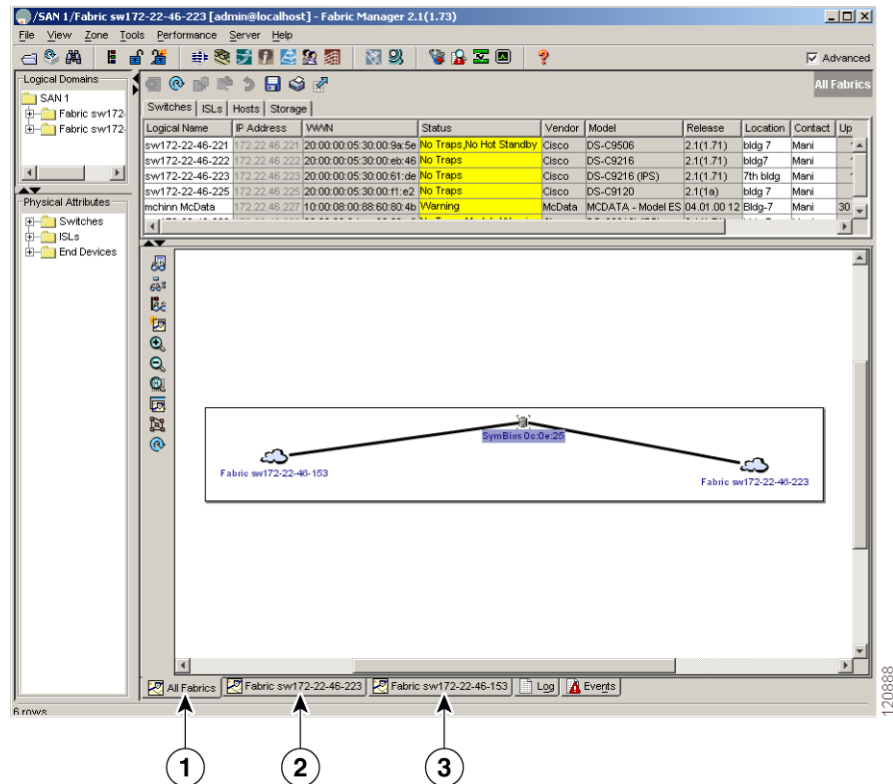 /SAN 1/Fabric sw172-22-46-223 [admin@localhost] - Fabric Manager 2.1(1.73)
File View Zone Tools Performance Server Help
Advanced
Logical Domains
SAN 1
Fabric sw172-
Fabric sw172-
All Fabrics
Switches ISLs Hosts Storage
Logical Name IP Address WWN Status Vendor Model Release Location Contact Up
sw172-22-46-221 172.22.46.221 20:00:00:05:30:00:9a:5e No Traps,No Hot Standby Cisco DS-C9506 2.1(1.71) bldg 7 Mani
sw172-22-46-222 172.22.46.222 20:00:00:05:30:00:eb:46 No Traps Cisco DS-C9216 2.1(1.71) bldg7 Mani
sw172-22-46-223 172.22.46.223 20:00:00:05:30:00:61:de No Traps Cisco DS-C9216 (IPS) 2.1(1.71) 7th bldg Mani
sw172-22-46-225 172.22.46.225 20:00:00:05:30:00:f1:e2 No Traps Cisco DS-C9120 2.1(1a) bldg 7 Mani
mchinn McData 172.22.46.227 10:00:08:00:88:60:80:4b Warning McData MCDATA - Model ES 04.01.00 12 Bldg-7 Mani 30
Physical Attributes
Switches
ISLs
End Devices
SymBios 0c:0e:25
Fabric sw172-22-46-153
Fabric sw172-22-46-223
All Fabrics Fabric sw172-22-46-223 Fabric sw172-22-46-153 Log Events
6 rows
120888
1 2 3